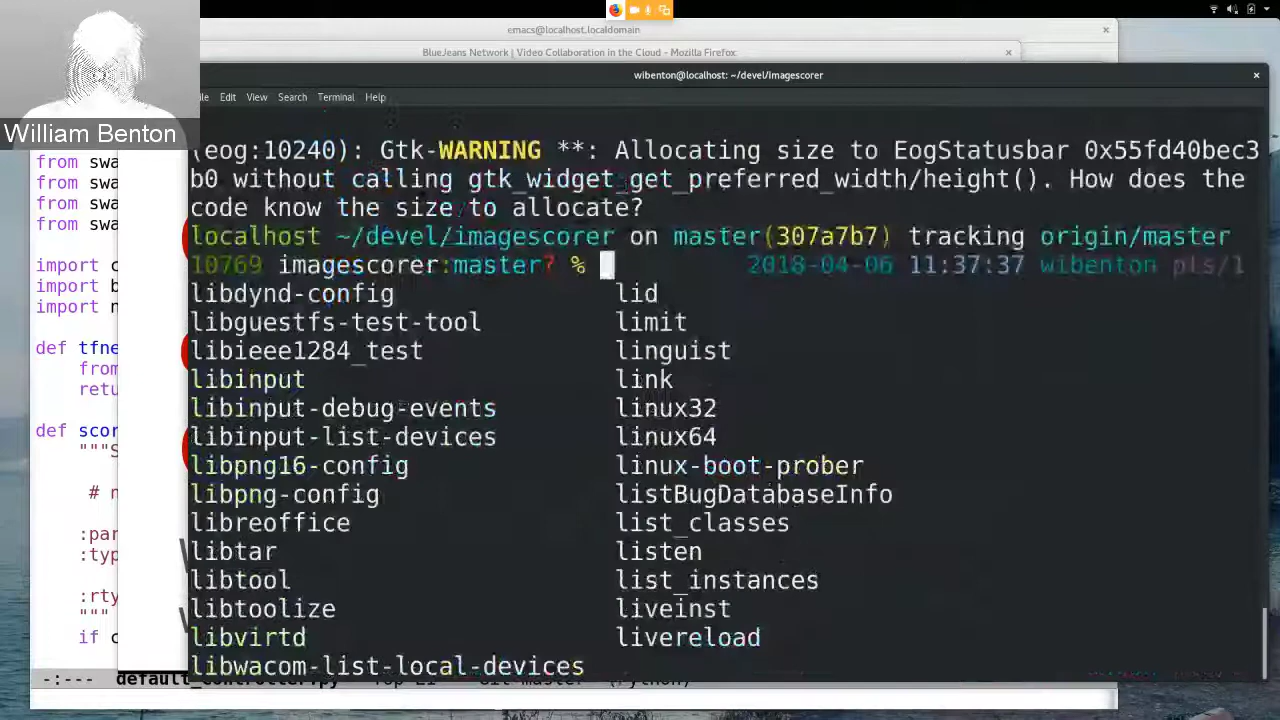 emacs@localhost.localdomain
BlueJeans Network | Video Collaboration in the Cloud - Mozilla Firefox
wibenton@localhost: ~/devel/imagescorer
Edit View Search Terminal Help
William Benton
(eog:10240): Gtk-WARNING **: Allocating size to EogStatusbar 0x55fd40bec3
b0 without calling gtk_widget_get_preferred_width/height(). How does the
code know the size to allocate?
localhost ~/devel/imagescorer on master(307a7b7) tracking origin/master
10769 imagescorer:master? % 2018-04-06 11:37:37 wibenton pts/1
libdynd-config lid
libguestfs-test-tool limit
libieee1284_test linguist
libinput link
libinput-debug-events linux32
libinput-list-devices linux64
libpng16-config linux-boot-prober
libpng-config listBugDatabaseInfo
libreoffice list_classes
libtar listen
libtool list_instances
libtoolize liveinst
libvirtd livereload
libwacom-list-local-devices
from swa
from swa
from swa
from swa
import c
import b
import n
def tfne
from
retu
def scor
"""S
# n
:par
:typ
:rty
"""
if c
-:--- default_controller.py